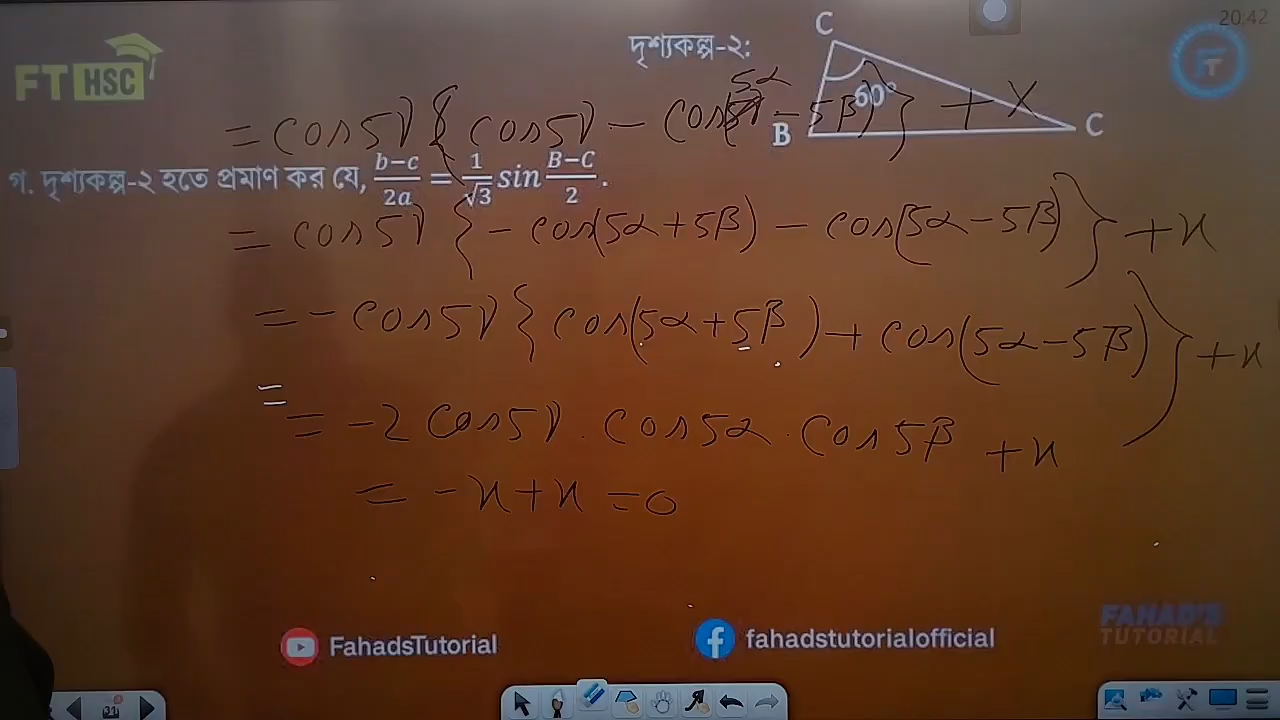 20:42
FT HSC
দৃশ্যকল্প-২:
C
60°
B
C
= cos5γ { cos5γ - cos(5α - 5β) } + x
গ. দৃশ্যকল্প-২ হতে প্রমাণ কর যে, b-c/2a = 1/√3 sin B-C/2 .
= cos5γ { - cos(5α+5β) - cos(5α-5β) } + x
= - cos5γ { cos(5α+5β) + cos(5α-5β) } + x
=
= -2 cos5γ . cos5α . cos5β + x
= -x+x = 0
FAHAD'S
TUTORIAL
FahadsTutorial
fahadstutorialofficial
31